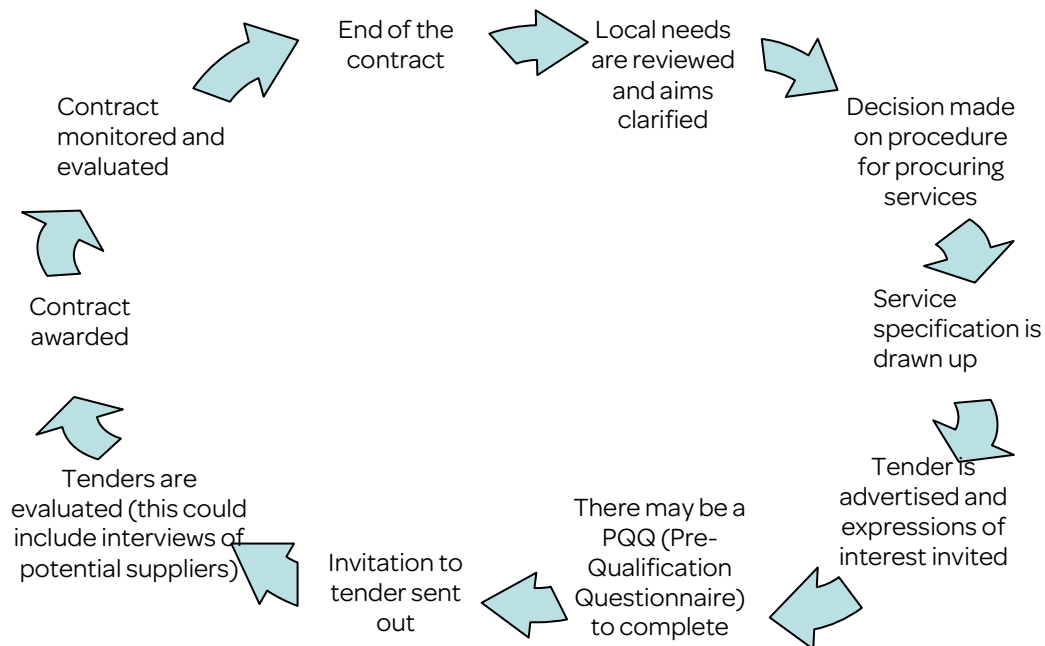 End of the
contract
Local needs
are reviewed
and aims
clarified
Decision made
on procedure
for procuring
services
Service
specification is
drawn up
Tender is
advertised and
expressions of
interest invited
There may be a
PQQ (Pre-
Qualification
Questionnaire)
to complete
Invitation to
tender sent
out
Tenders are
evaluated (this could
include interviews of
potential suppliers)
Contract
awarded
Contract
monitored and
evaluated